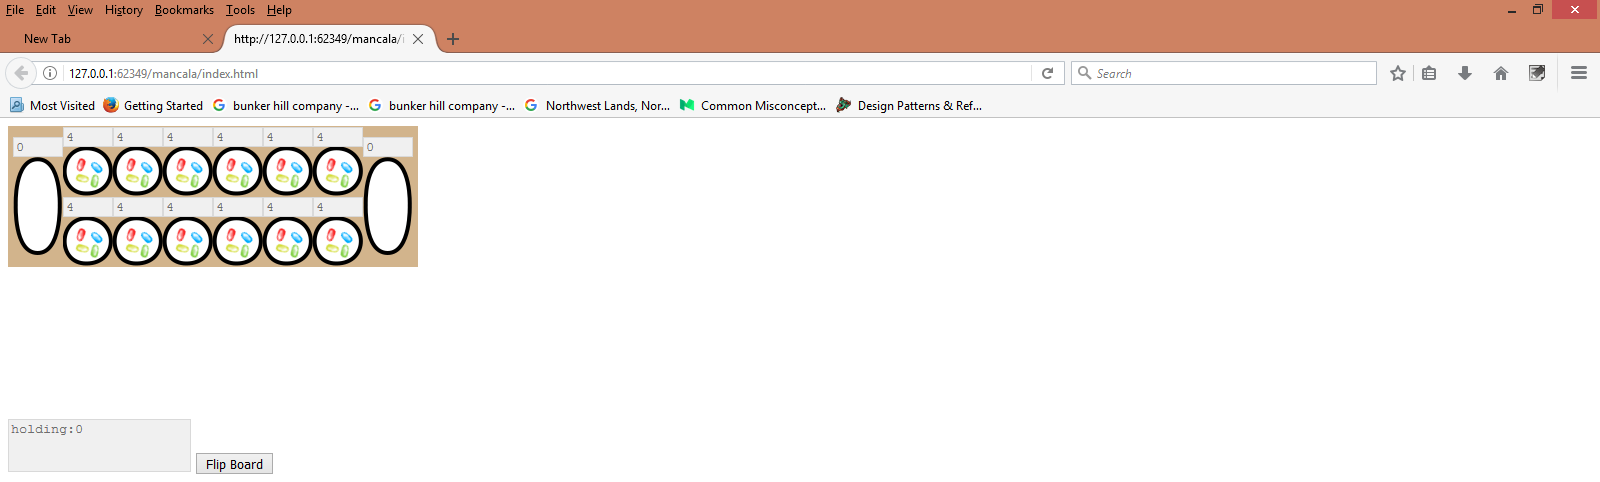 File Edit View History Bookmarks Tools Help
New Tab http://127.0.0.1:62349/mancala/i
127.0.0.1:62349/mancala/index.html Search
Most Visited Getting Started bunker hill company -... bunker hill company -... Northwest Lands, Nor... Common Misconcept... Design Patterns & Ref...
4 4 4 4 4 4
0 0
4 4 4 4 4 4
holding:0
Flip Board